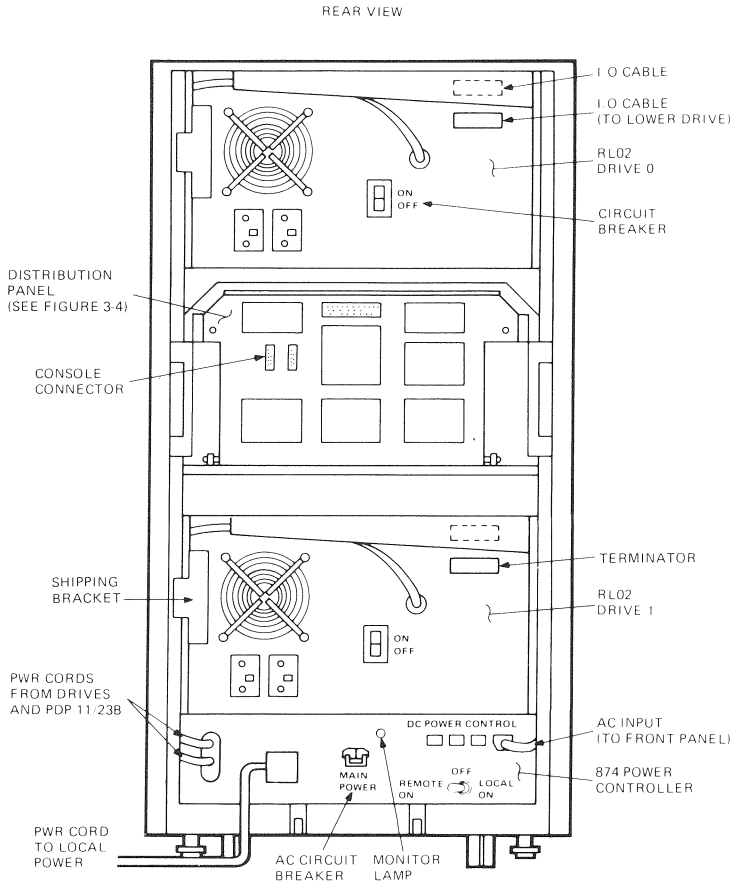 REAR VIEW
I O CABLE
I.O CABLE
(TO LOWER DRIVE)
RL02
DRIVE 0
ON
OFF
CIRCUIT
BREAKER
DISTRIBUTION
PANEL
(SEE FIGURE 3-4)
CONSOLE
CONNECTOR
TERMINATOR
SHIPPING
BRACKET
RL02
DRIVE 1
ON
OFF
PWR CORDS
FROM DRIVES
AND PDP 11/23B
DC POWER CONTROL
AC INPUT
(TO FRONT PANEL)
MAIN
POWER
OFF
REMOTE
ON
LOCAL
ON
874 POWER
CONTROLLER
PWR CORD
TO LOCAL
POWER
AC CIRCUIT
BREAKER
MONITOR
LAMP